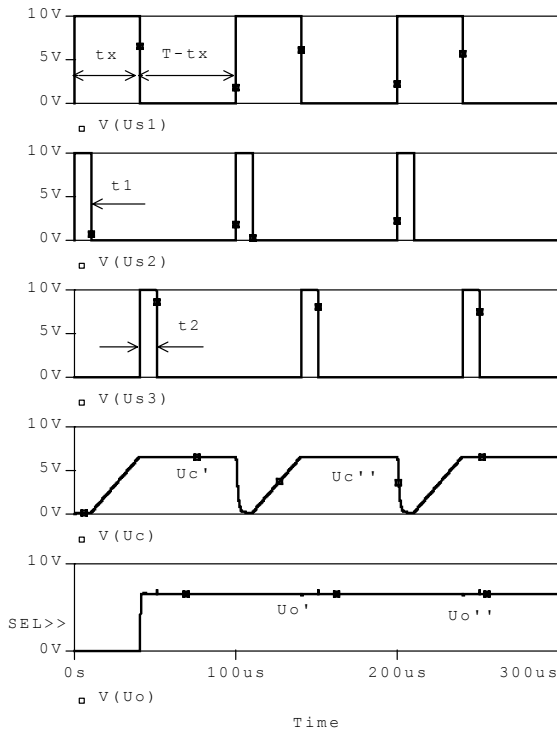 10V
tx T-tx
5V
0V
V(Us1)
10V
t1
5V
0V
V(Us2)
10V
5V
t2
0V
V(Us3)
10V
5V
Uc' Uc''
0V
V(Uc)
10V
Uo' Uo''
SEL>>
0V
0s 100us 200us 300us
V(Uo)
Time